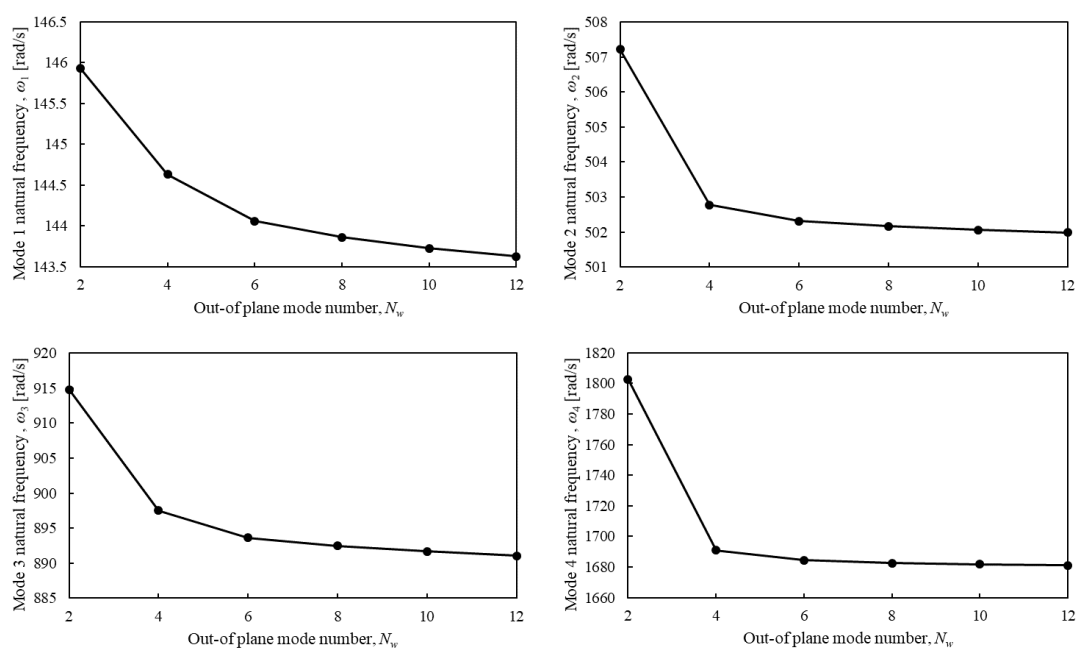 Mode 1 natural frequency , ω1 [rad/s]
146.5
146
145.5
145
144.5
144
143.5
2 4 6 8 10 12
Out-of plane mode number, Nw
Mode 2 natural frequency , ω2 [rad/s]
508
507
506
505
504
503
502
501
2 4 6 8 10 12
Out-of plane mode number, Nw
Mode 3 natural frequency , ω3 [rad/s]
920
915
910
905
900
895
890
885
2 4 6 8 10 12
Out-of plane mode number, Nw
Mode 4 natural frequency , ω4 [rad/s]
1820
1800
1780
1760
1740
1720
1700
1680
1660
2 4 6 8 10 12
Out-of plane mode number, Nw